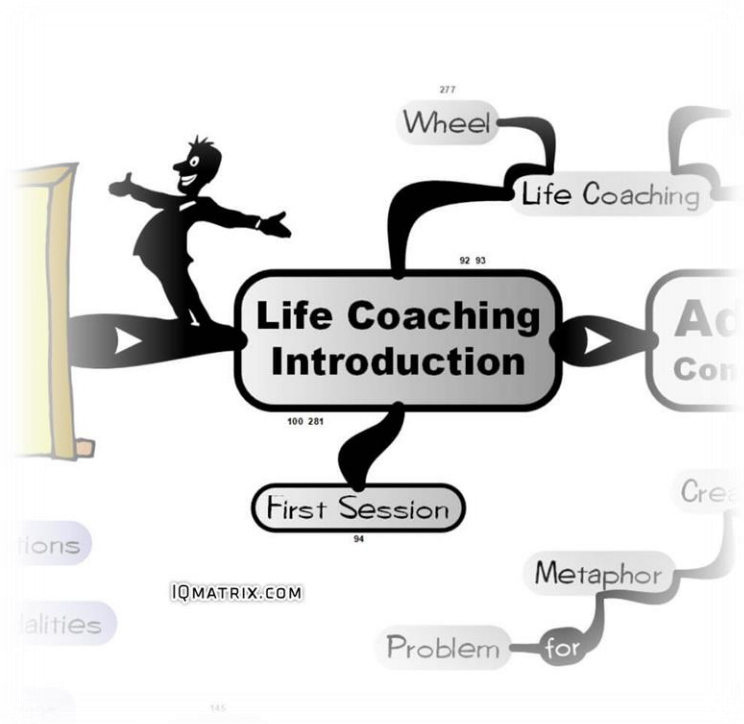 277
Wheel
Life Coaching
92 93
Life Coaching
Introduction
100 281
First Session
94
IQMATRIX.COM
Metaphor
Problem for
145